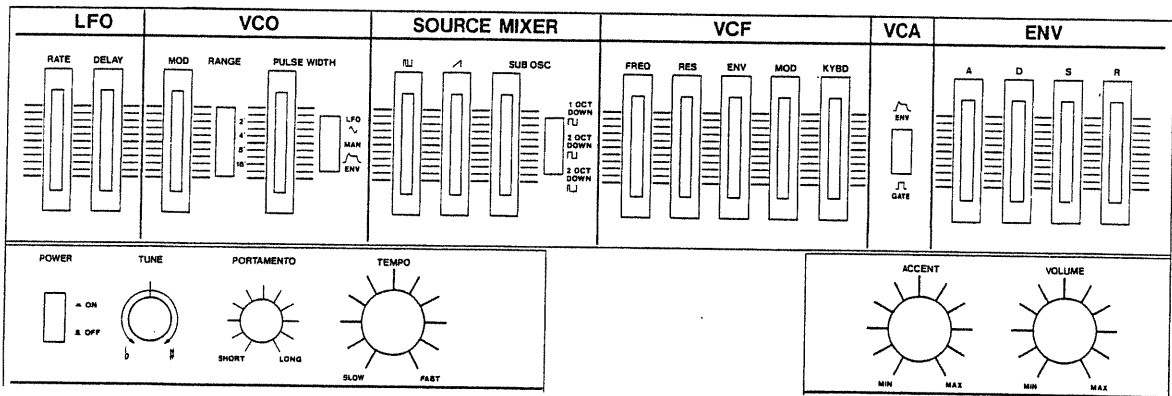 LFO VCO SOURCE MIXER VCF VCA ENV
RATE DELAY MOD RANGE PULSE WIDTH SUB OSC FREQ RES ENV MOD KYBD A D S R
2'
4'
8'
16'
LFO
MAN
ENV
1 OCT
DOWN
2 OCT
DOWN
2 OCT
DOWN
ENV
GATE
POWER TUNE PORTAMENTO TEMPO ACCENT VOLUME
ON
OFF
SHORT LONG
SLOW FAST
MIN MAX MIN MAX